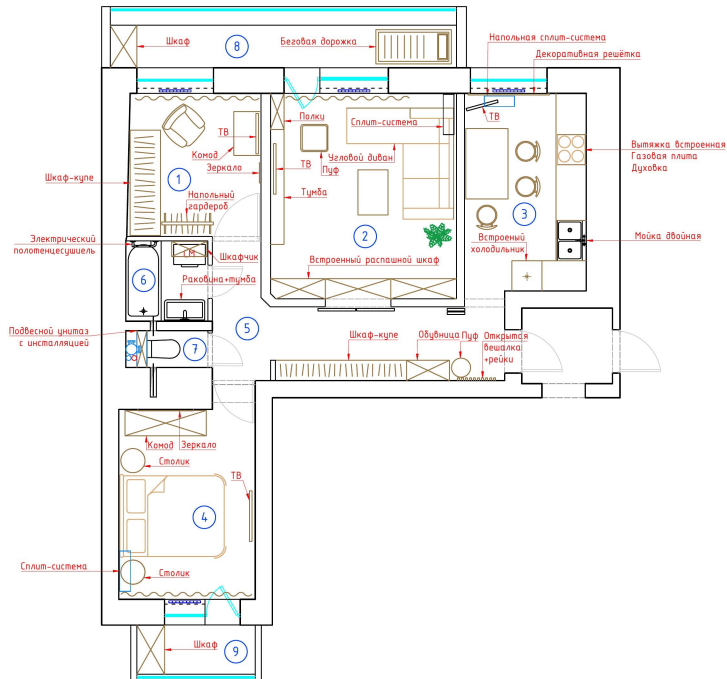 Шкаф
8
Беговая дорожка
Напольная сплит-система
Декоративная решётка
Полки
ТВ
Сплит-система
ТВ
Комод
Зеркало
ТВ
Угловой диван
Пуф
Вытяжка встроенная
Газовая плита
Духовка
Шкаф-купе
1
Напольный
гардероб
Тумба
2
3
Встроеный
холодильник
Мойка двойная
Электрический
полотенцесушитель
6
СМ
Шкафчик
Встроенный распашной шкаф
Раковина+тумба
Подвесной унитаз
с инсталляцией
7
5
Шкаф-купе
Обувница
Пуф
Открытая
вешалка
+рейки
Комод
Зеркало
Столик
ТВ
4
Сплит-система
Столик
Шкаф
9